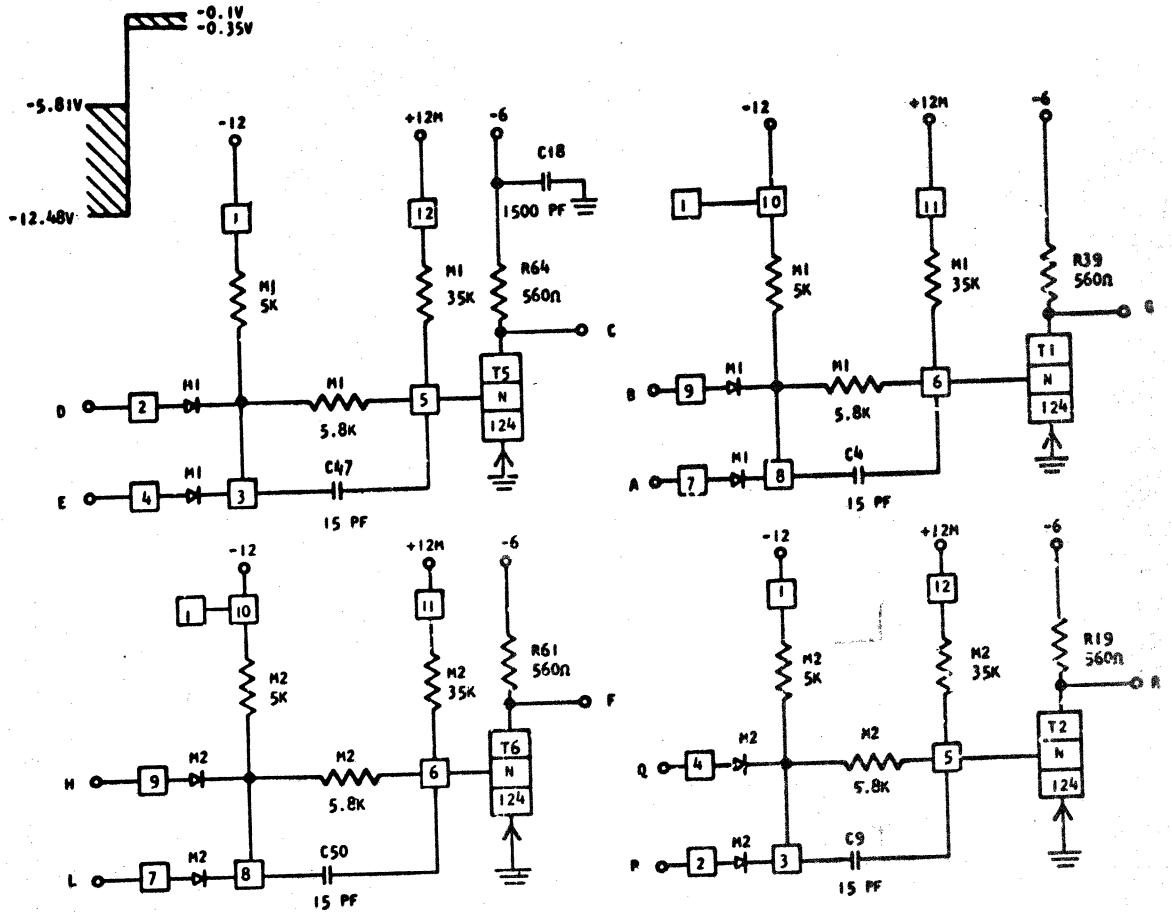 -0.1V
-0.35V
-5.81V
-12.48V
-12
+12M
-6
C18
1500 PF
1
12
M1
5K
M1
35K
R64
560Ω
C
D
2
M1
M1
5.8K
5
T5
N
124
E
4
M1
3
C47
15 PF
-12
+12M
-6
1
10
11
M1
5K
M1
35K
R39
560Ω
G
B
9
M1
M1
5.8K
6
T1
N
124
A
7
M1
8
C4
15 PF
-12
+12M
-6
1
10
11
M2
5K
M2
35K
R61
560Ω
F
H
9
M2
M2
5.8K
6
T6
N
124
L
7
M2
8
C50
15 PF
-12
+12M
-6
1
12
M2
5K
M2
35K
R19
560Ω
Q
4
M2
M2
5.8K
5
T2
N
124
P
2
M2
3
C9
15 PF